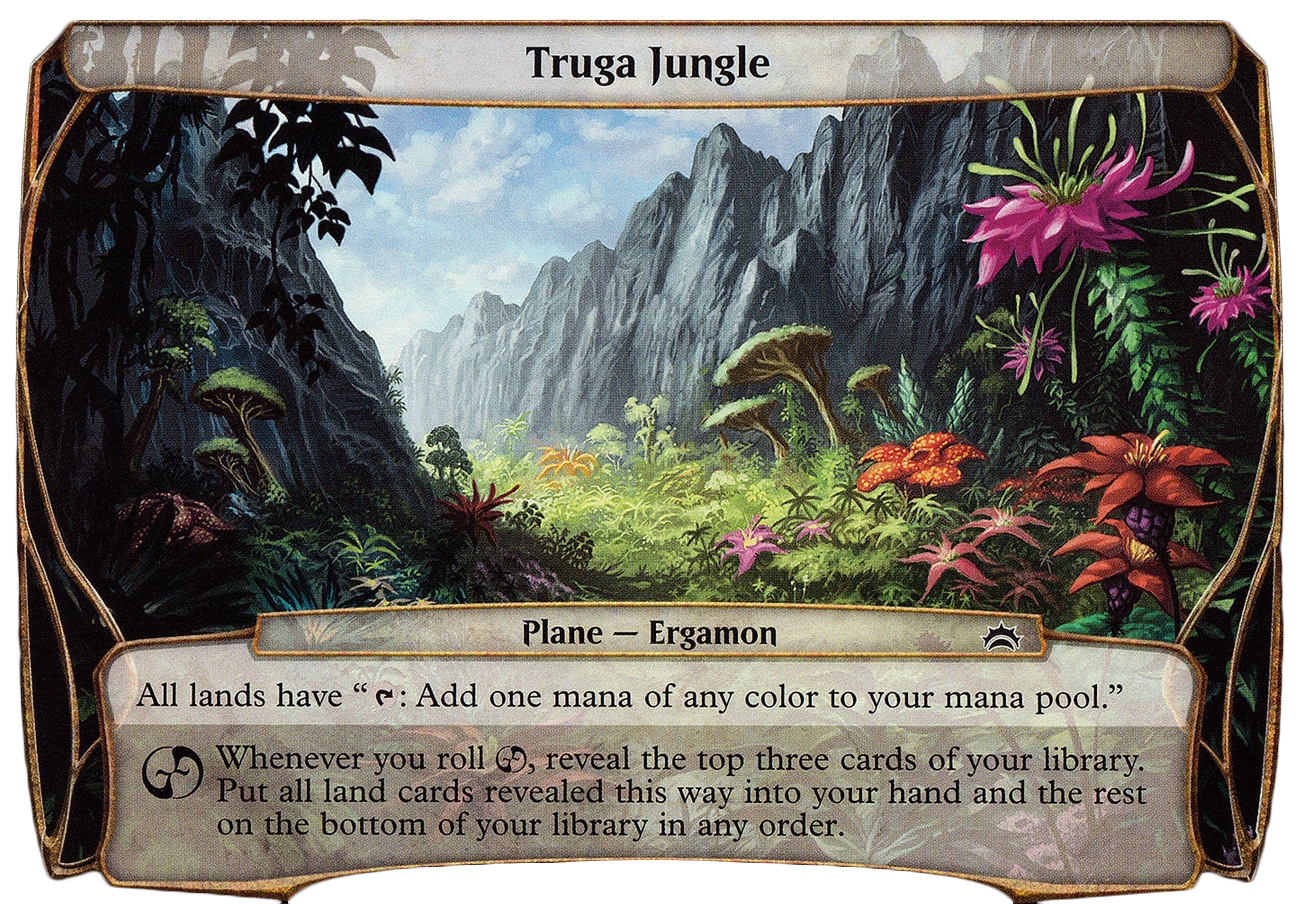 Truga Jungle
Plane — Ergamon
All lands have “ : Add one mana of any color to your mana pool.”
Whenever you roll , reveal the top three cards of your library.
Put all land cards revealed this way into your hand and the rest
on the bottom of your library in any order.